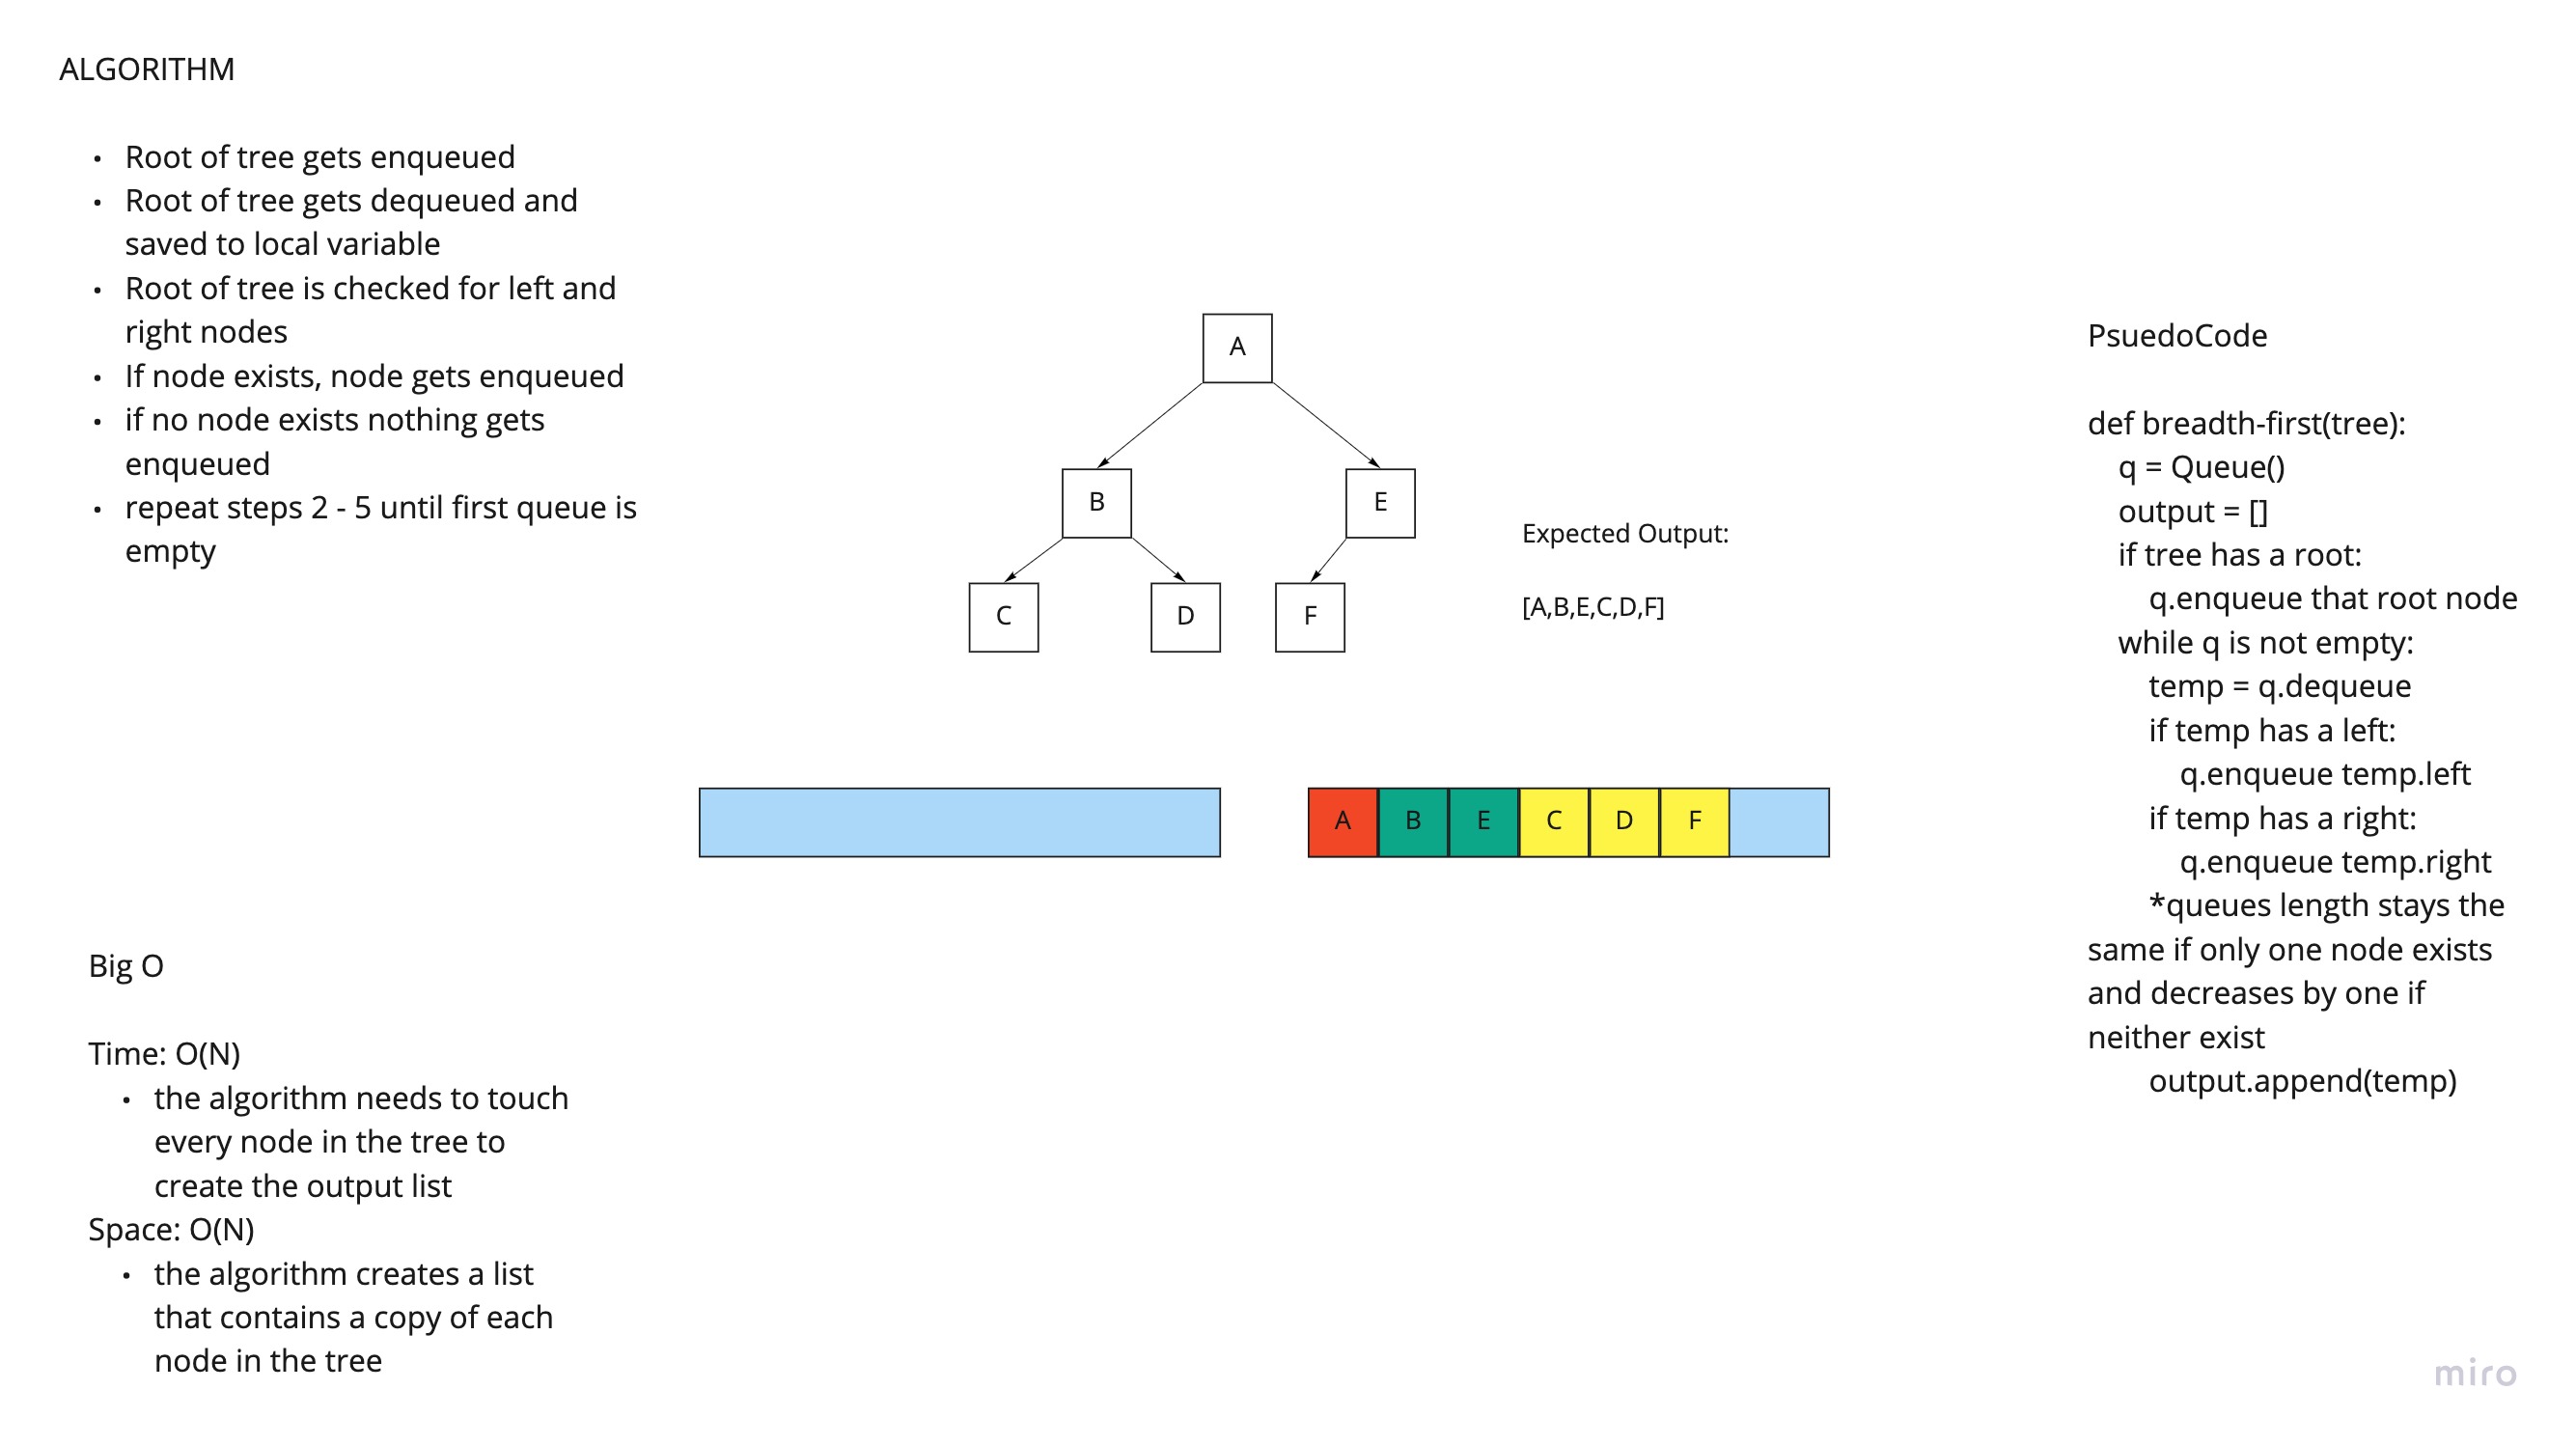 ALGORITHM
• Root of tree gets enqueued
• Root of tree gets dequeued and
saved to local variable
• Root of tree is checked for left and
right nodes
• If node exists, node gets enqueued
• if no node exists nothing gets
enqueued
• repeat steps 2 - 5 until first queue is
empty
A
B
E
C
D
F
Expected Output:
[A,B,E,C,D,F]
A B E C D F
Big O
Time: O(N)
• the algorithm needs to touch
every node in the tree to
create the output list
Space: O(N)
• the algorithm creates a list
that contains a copy of each
node in the tree
PsuedoCode
def breadth-first(tree):
q = Queue()
output = []
if tree has a root:
q.enqueue that root node
while q is not empty:
temp = q.dequeue
if temp has a left:
q.enqueue temp.left
if temp has a right:
q.enqueue temp.right
*queues length stays the
same if only one node exists
and decreases by one if
neither exist
output.append(temp)
miro